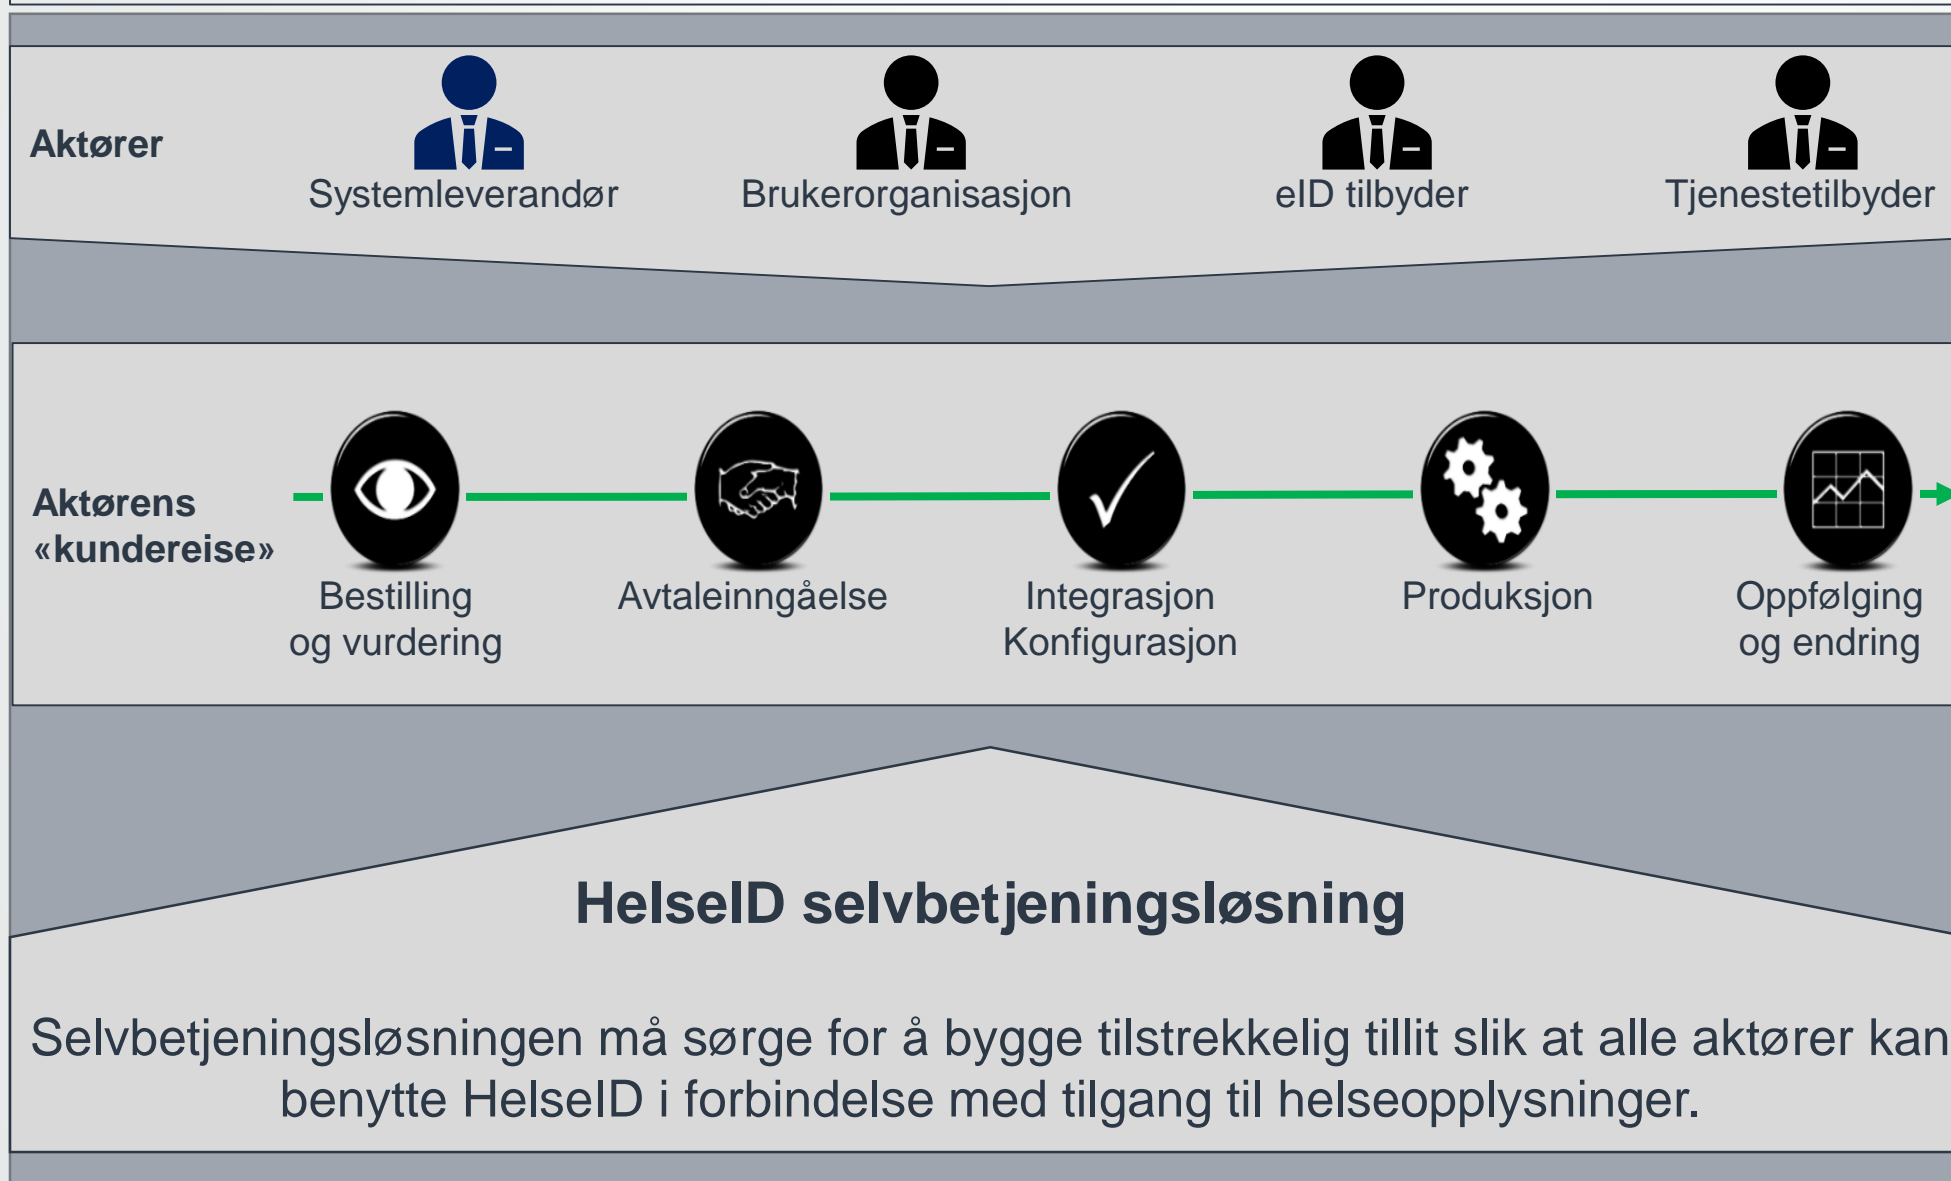 Aktører
Systemleverandør
Brukerorganisasjon
eID tilbyder
Tjenestetilbyder
Aktørens
«kundereise»
Bestilling
og vurdering
Avtaleinngåelse
Integrasjon
Konfigurasjon
Produksjon
Oppfølging
og endring
HelseID selvbetjeningsløsning
Selvbetjeningsløsningen må sørge for å bygge tilstrekkelig tillit slik at alle aktører kan
benytte HelseID i forbindelse med tilgang til helseopplysninger.